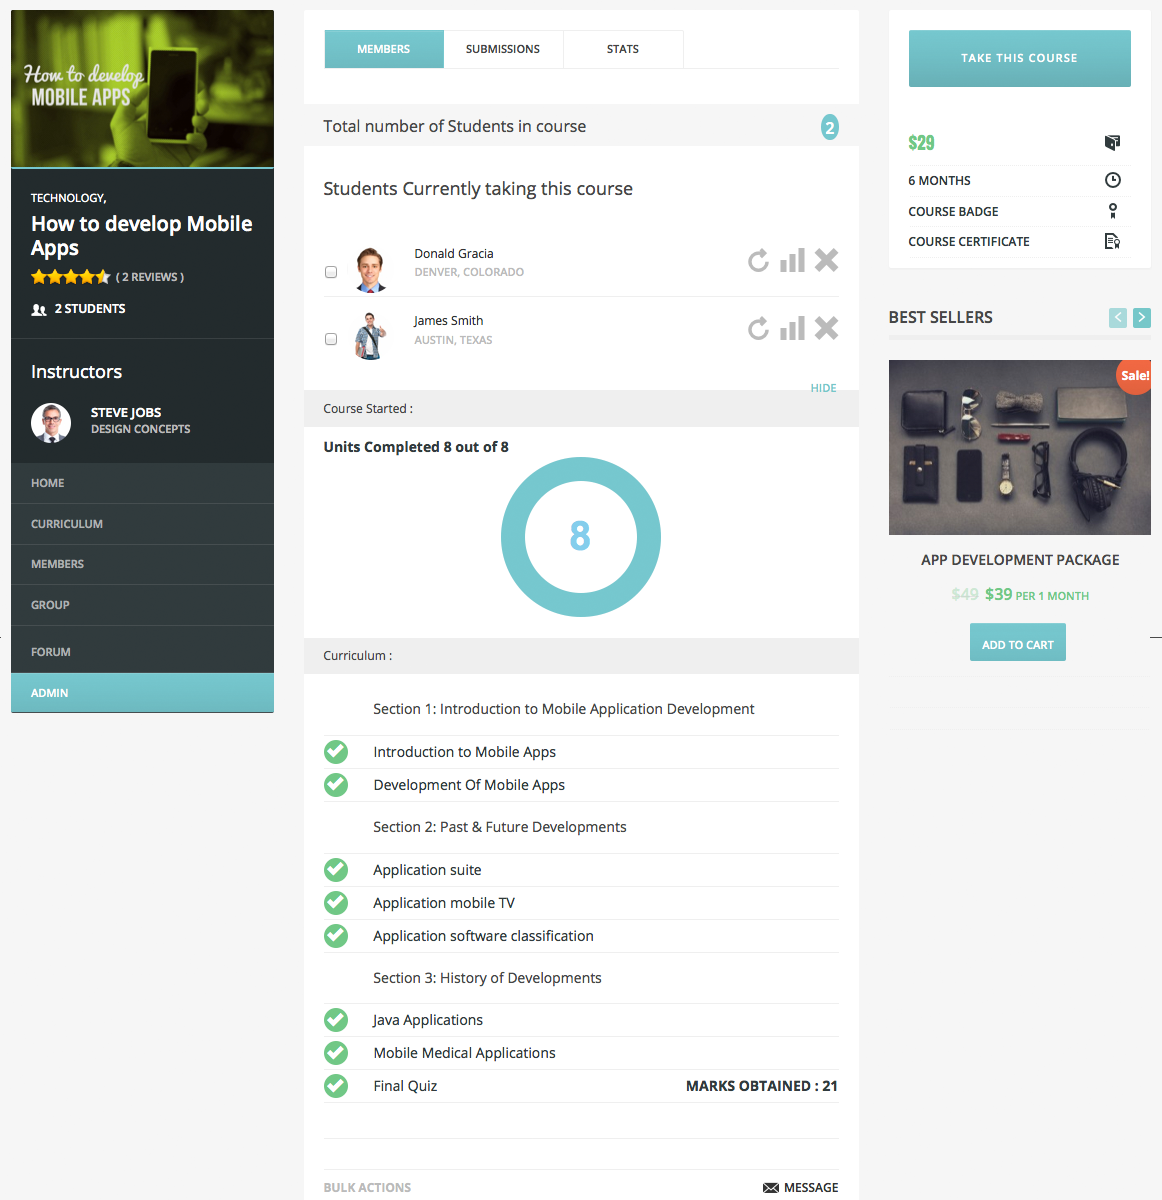 How to develop
MOBILE APPS
TECHNOLOGY,
How to develop Mobile
Apps
( 2 REVIEWS )
2 STUDENTS
Instructors
STEVE JOBS
DESIGN CONCEPTS
HOME
CURRICULUM
MEMBERS
GROUP
FORUM
ADMIN
MEMBERS SUBMISSIONS STATS
Total number of Students in course 2
Students Currently taking this course
Donald Gracia
DENVER, COLORADO
James Smith
AUSTIN, TEXAS
HIDE
Course Started :
Units Completed 8 out of 8
8
Curriculum :
Section 1: Introduction to Mobile Application Development
Introduction to Mobile Apps
Development Of Mobile Apps
Section 2: Past & Future Developments
Application suite
Application mobile TV
Application software classification
Section 3: History of Developments
Java Applications
Mobile Medical Applications
Final Quiz MARKS OBTAINED : 21
BULK ACTIONS MESSAGE
TAKE THIS COURSE
$29
6 MONTHS
COURSE BADGE
COURSE CERTIFICATE
BEST SELLERS
Sale!
APP DEVELOPMENT PACKAGE
$49 $39 PER 1 MONTH
ADD TO CART